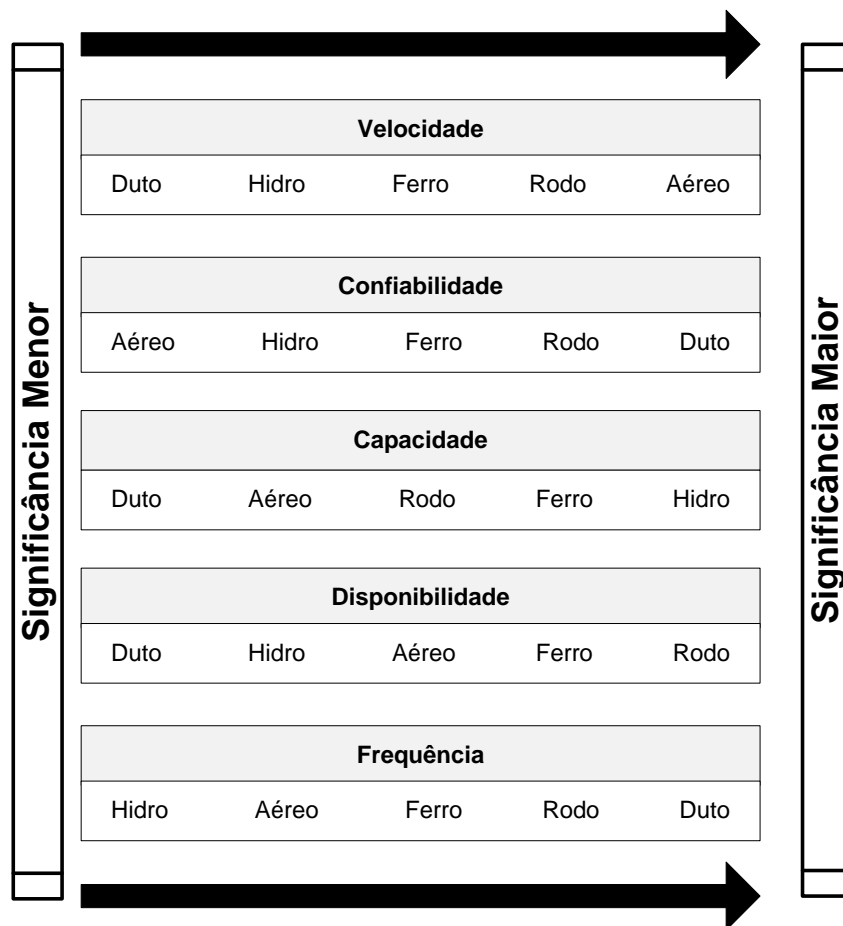 Significância Menor
Velocidade
Duto Hidro Ferro Rodo Aéreo
Confiabilidade
Aéreo Hidro Ferro Rodo Duto
Capacidade
Duto Aéreo Rodo Ferro Hidro
Disponibilidade
Duto Hidro Aéreo Ferro Rodo
Frequência
Hidro Aéreo Ferro Rodo Duto
Significância Maior